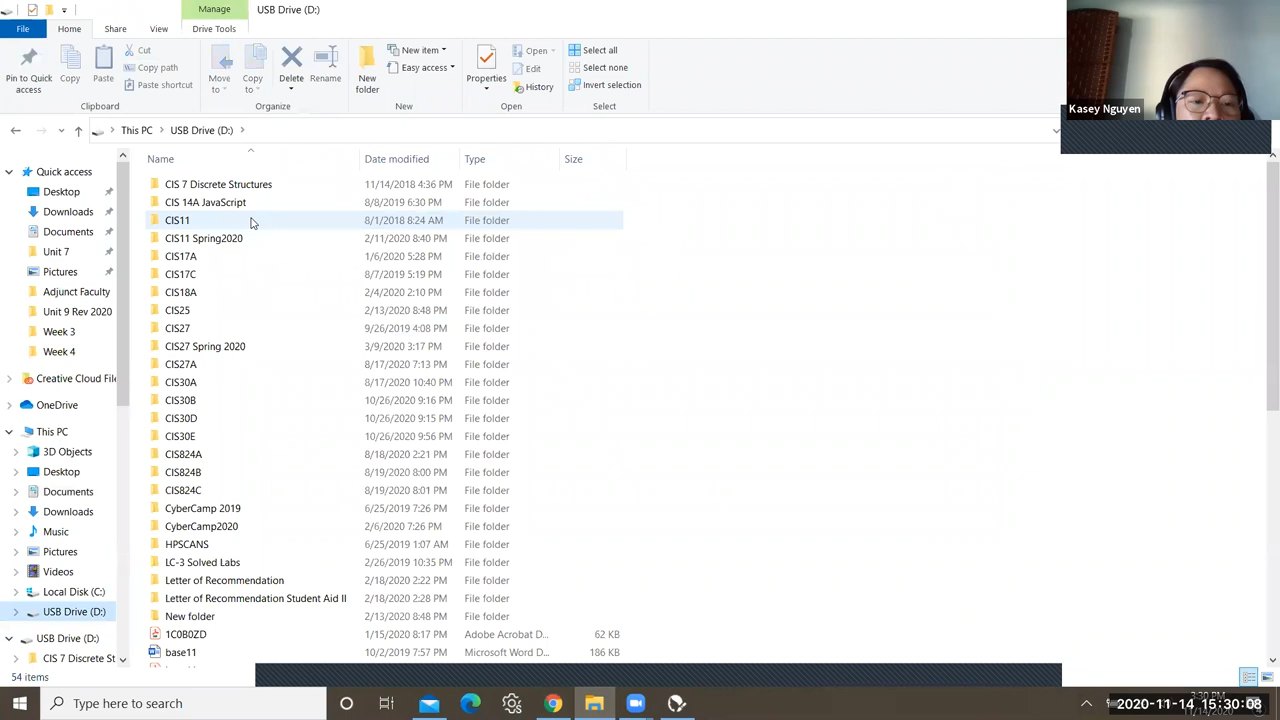 Manage
USB Drive (D:)
File
Home
Share
View
Drive Tools
Pin to Quick access
Copy
Paste
Cut
Copy path
Paste shortcut
Clipboard
Move to
Copy to
Delete
Rename
Organize
New folder
New item
Easy access
New
Properties
Open
Edit
History
Open
Select all
Select none
Invert selection
Select
Kasey Nguyen
This PC
USB Drive (D:)
Name
Date modified
Type
Size
Quick access
Desktop
Downloads
Documents
Unit 7
Pictures
Adjunct Faculty
Unit 9 Rev 2020
Week 3
Week 4
Creative Cloud File
OneDrive
This PC
3D Objects
Desktop
Documents
Downloads
Music
Pictures
Videos
Local Disk (C:)
USB Drive (D:)
USB Drive (D:)
CIS 7 Discrete St
CIS 7 Discrete Structures 11/14/2018 4:36 PM File folder
CIS 14A JavaScript 8/8/2019 6:30 PM File folder
CIS11 8/1/2018 8:24 AM File folder
CIS11 Spring2020 2/11/2020 8:40 PM File folder
CIS17A 1/6/2020 5:28 PM File folder
CIS17C 8/7/2019 5:19 PM File folder
CIS18A 2/4/2020 2:10 PM File folder
CIS25 2/13/2020 8:48 PM File folder
CIS27 9/26/2019 4:08 PM File folder
CIS27 Spring 2020 3/9/2020 3:17 PM File folder
CIS27A 8/17/2020 7:13 PM File folder
CIS30A 8/17/2020 10:40 PM File folder
CIS30B 10/26/2020 9:16 PM File folder
CIS30D 10/26/2020 9:15 PM File folder
CIS30E 10/26/2020 9:56 PM File folder
CIS824A 8/18/2020 2:21 PM File folder
CIS824B 8/19/2020 8:00 PM File folder
CIS824C 8/19/2020 8:01 PM File folder
CyberCamp 2019 6/25/2019 7:26 PM File folder
CyberCamp2020 2/6/2020 7:26 PM File folder
HPSCANS 6/25/2019 1:07 AM File folder
LC-3 Solved Labs 2/26/2019 10:35 PM File folder
Letter of Recommendation 2/18/2020 2:22 PM File folder
Letter of Recommendation Student Aid II 2/18/2020 2:28 PM File folder
New folder 2/13/2020 8:48 PM File folder
1C0B0ZD 1/15/2020 8:17 PM Adobe Acrobat D... 62 KB
base11 10/2/2019 7:57 PM Microsoft Word D... 186 KB
54 items
Type here to search
3:30 PM
2020-11-14 15:30:08
11/14/2020